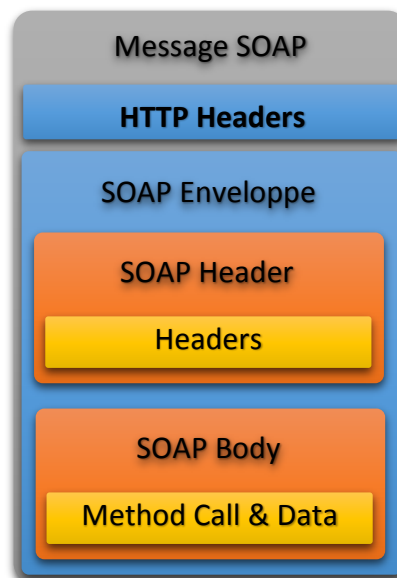 Message SOAP
HTTP Headers
SOAP Enveloppe
SOAP Header
Headers
SOAP Body
Method Call & Data